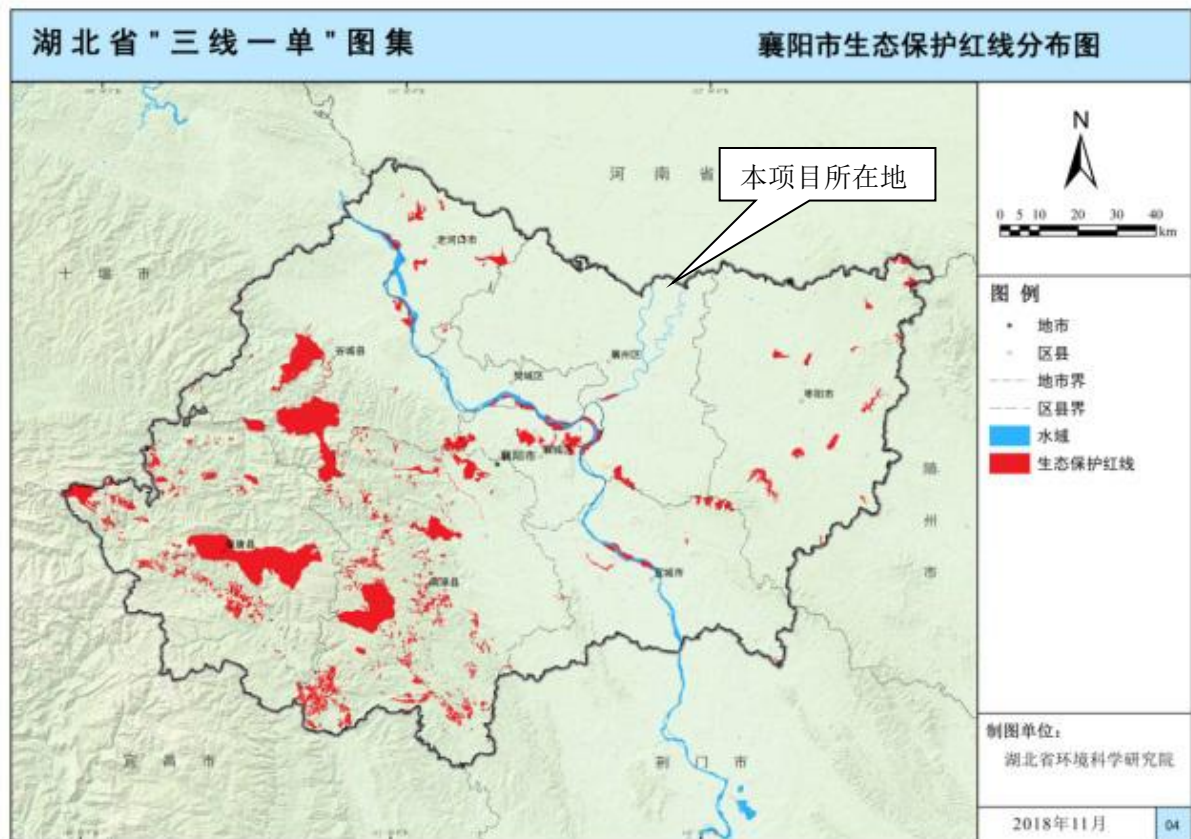 湖北省"三线一单"图集
襄阳市生态保护红线分布图
N
0 5 10 20 30 40
km
河南省
本项目所在地
老河口市
十堰市
谷城县
襄州区
樊城区
枣阳市
襄阳市
襄城区
随州市
保康县
南漳县
宜城市
宜昌市
荆门市
图例
地市
区县
地市界
区县界
水域
生态保护红线
制图单位：
湖北省环境科学研究院
2018年11月
04